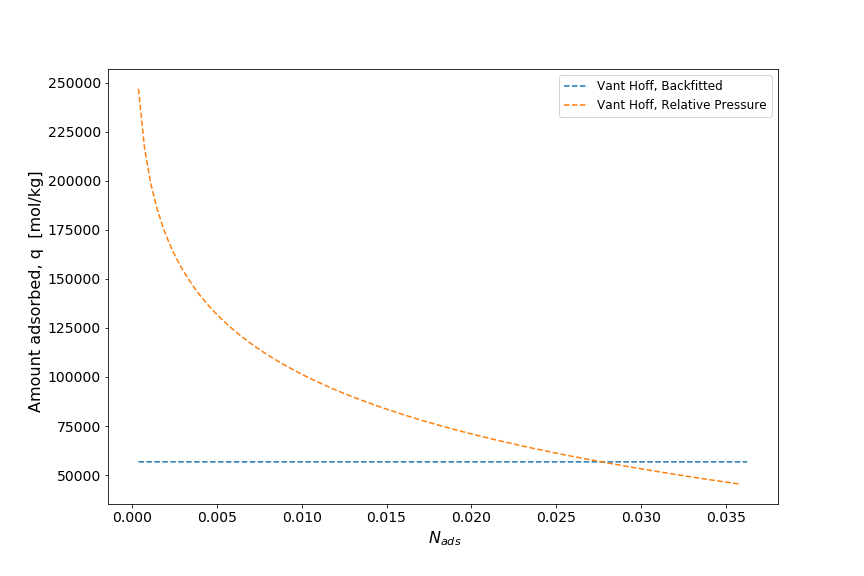 Vant Hoff, Backfitted
Vant Hoff, Relative Pressure
250000
225000
200000
175000
150000
125000
100000
75000
50000
Amount adsorbed, q [mol/kg]
0.000 0.005 0.010 0.015 0.020 0.025 0.030 0.035
N_ads